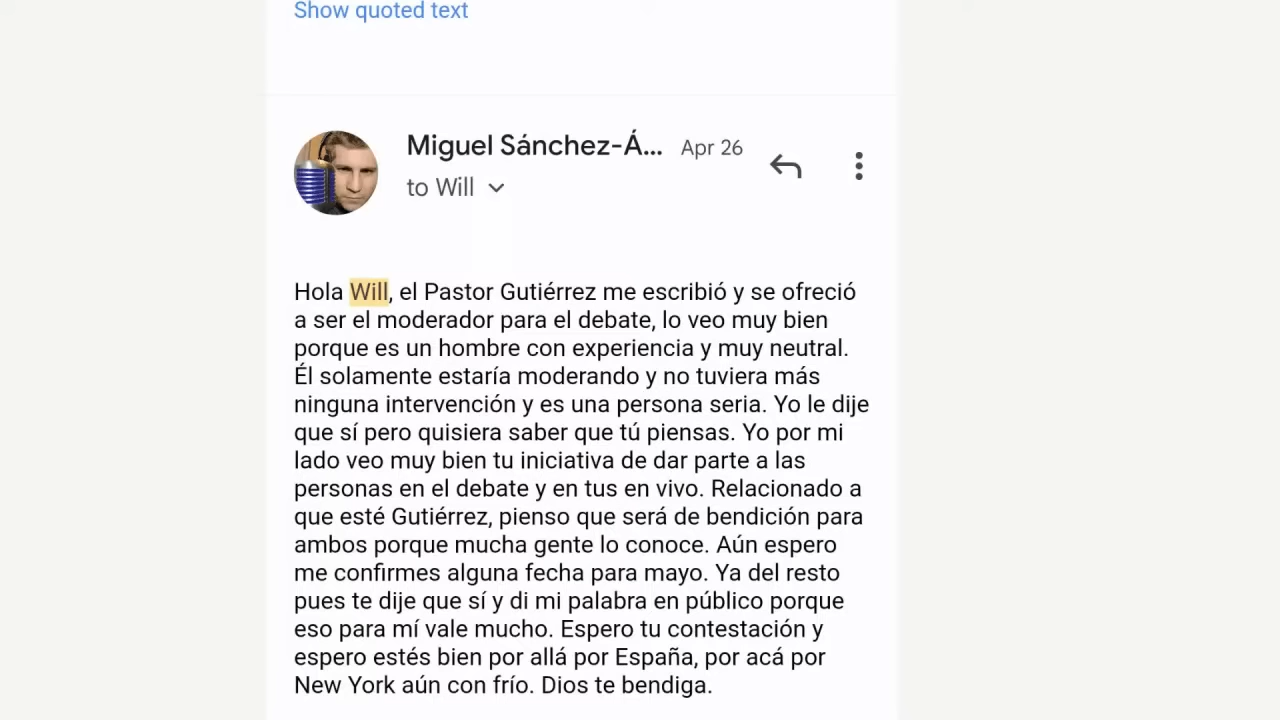 Show quoted text
Miguel Sánchez-Á...
Apr 26
to Will
Hola Will, el Pastor Gutiérrez me escribió y se ofreció
a ser el moderador para el debate, lo veo muy bien
porque es un hombre con experiencia y muy neutral.
Él solamente estaría moderando y no tuviera más
ninguna intervención y es una persona seria. Yo le dije
que sí pero quisiera saber que tú piensas. Yo por mi
lado veo muy bien tu iniciativa de dar parte a las
personas en el debate y en tus en vivo. Relacionado a
que esté Gutiérrez, pienso que será de bendición para
ambos porque mucha gente lo conoce. Aún espero
me confirmes alguna fecha para mayo. Ya del resto
pues te dije que sí y di mi palabra en público porque
eso para mí vale mucho. Espero tu contestación y
espero estés bien por allá por España, por acá por
New York aún con frío. Dios te bendiga.